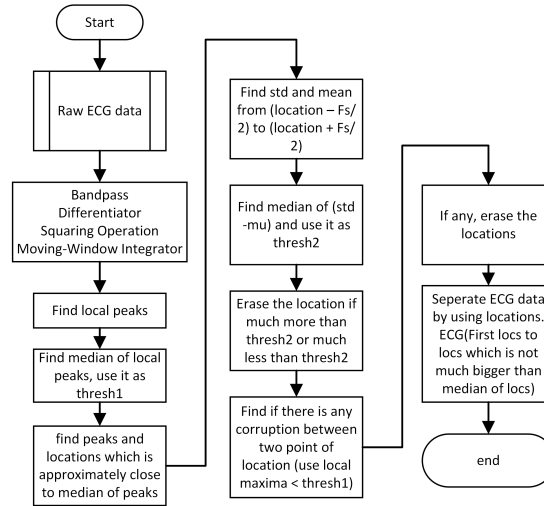 Start
Raw ECG data
Bandpass
Differentiator
Squaring Operation
Moving-Window Integrator
Find local peaks
Find median of local
peaks, use it as
thresh1
find peaks and
locations which is
approximately close
to median of peaks
Find std and mean
from (location – Fs/
2) to (location + Fs/
2)
Find median of (std
-mu) and use it as
thresh2
Erase the location if
much more than
thresh2 or much
less than thresh2
Find if there is any
corruption between
two point of
location (use local
maxima < thresh1)
If any, erase the
locations
Seperate ECG data
by using locations.
ECG(First locs to
locs which is not
much bigger than
median of locs)
end